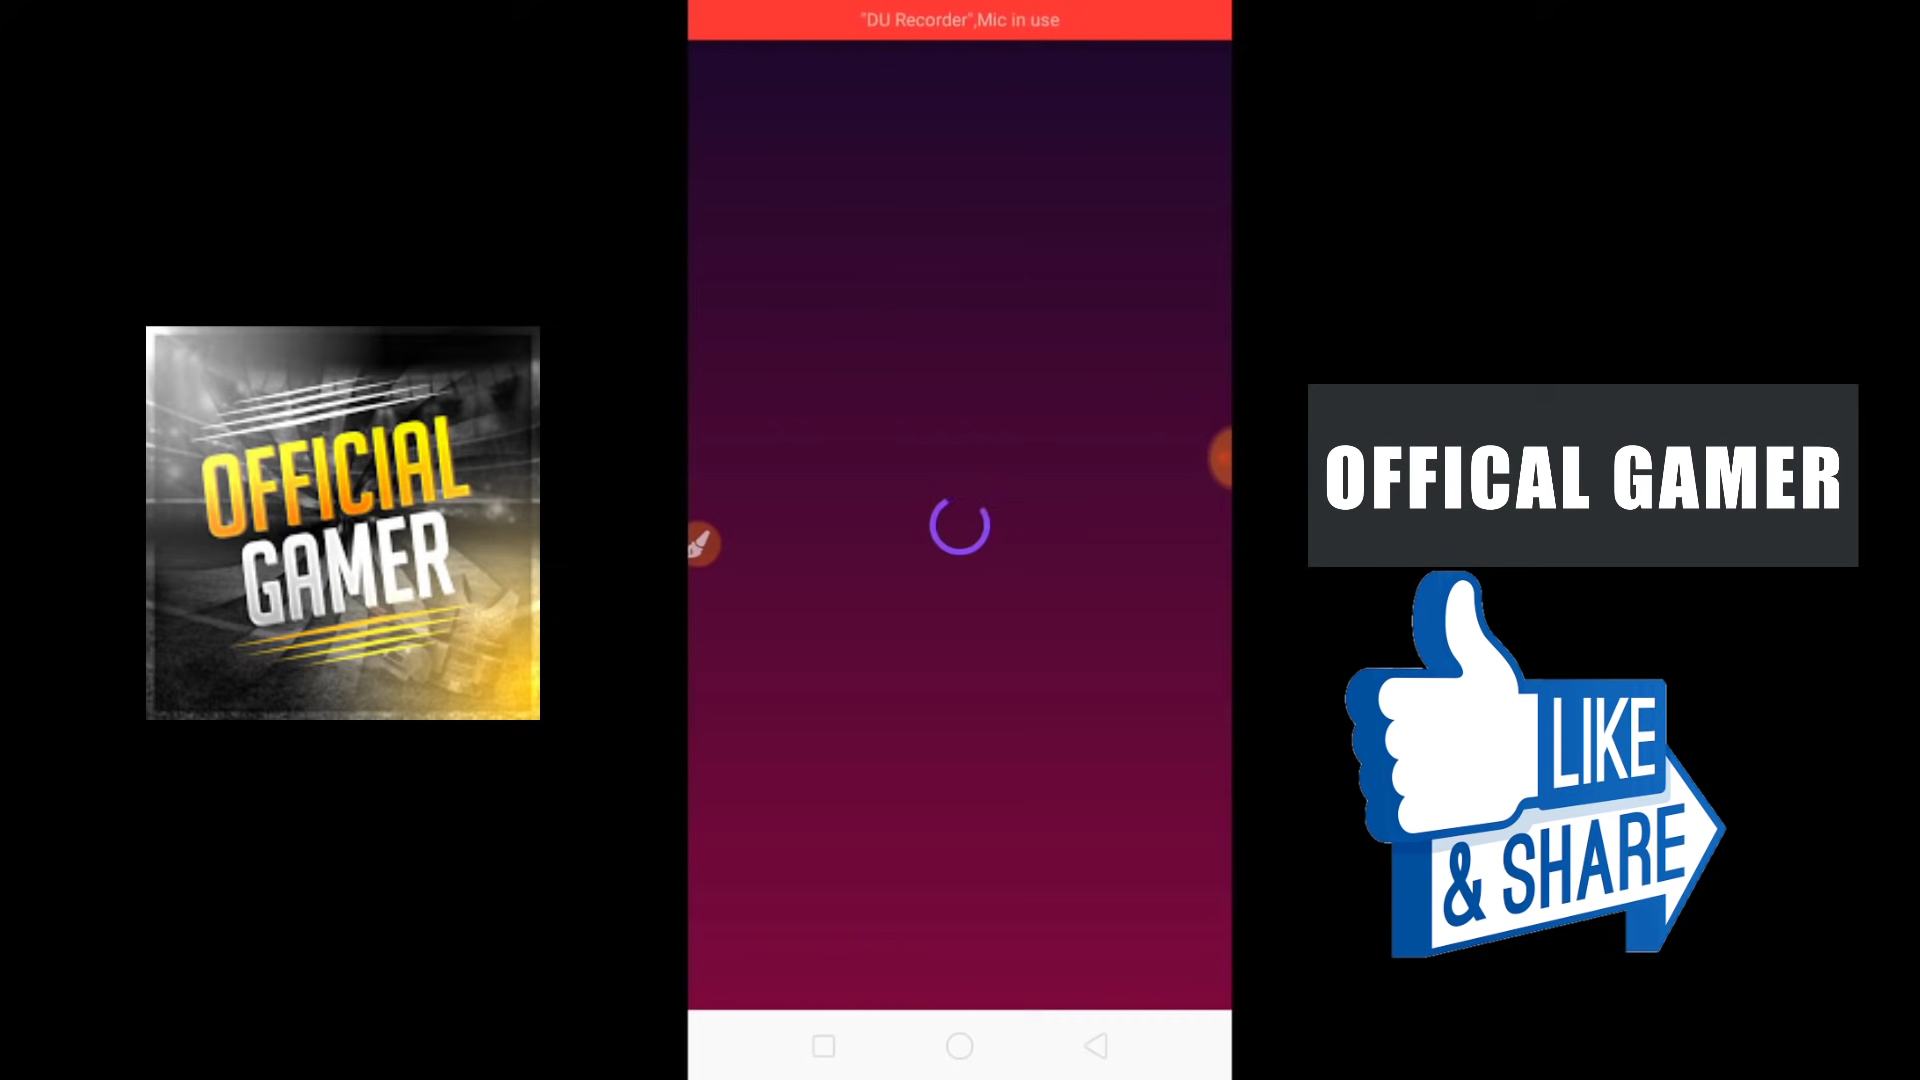 "DU Recorder",Mic in use
OFFICIAL
GAMER
OFFICAL GAMER
LIKE
& SHARE